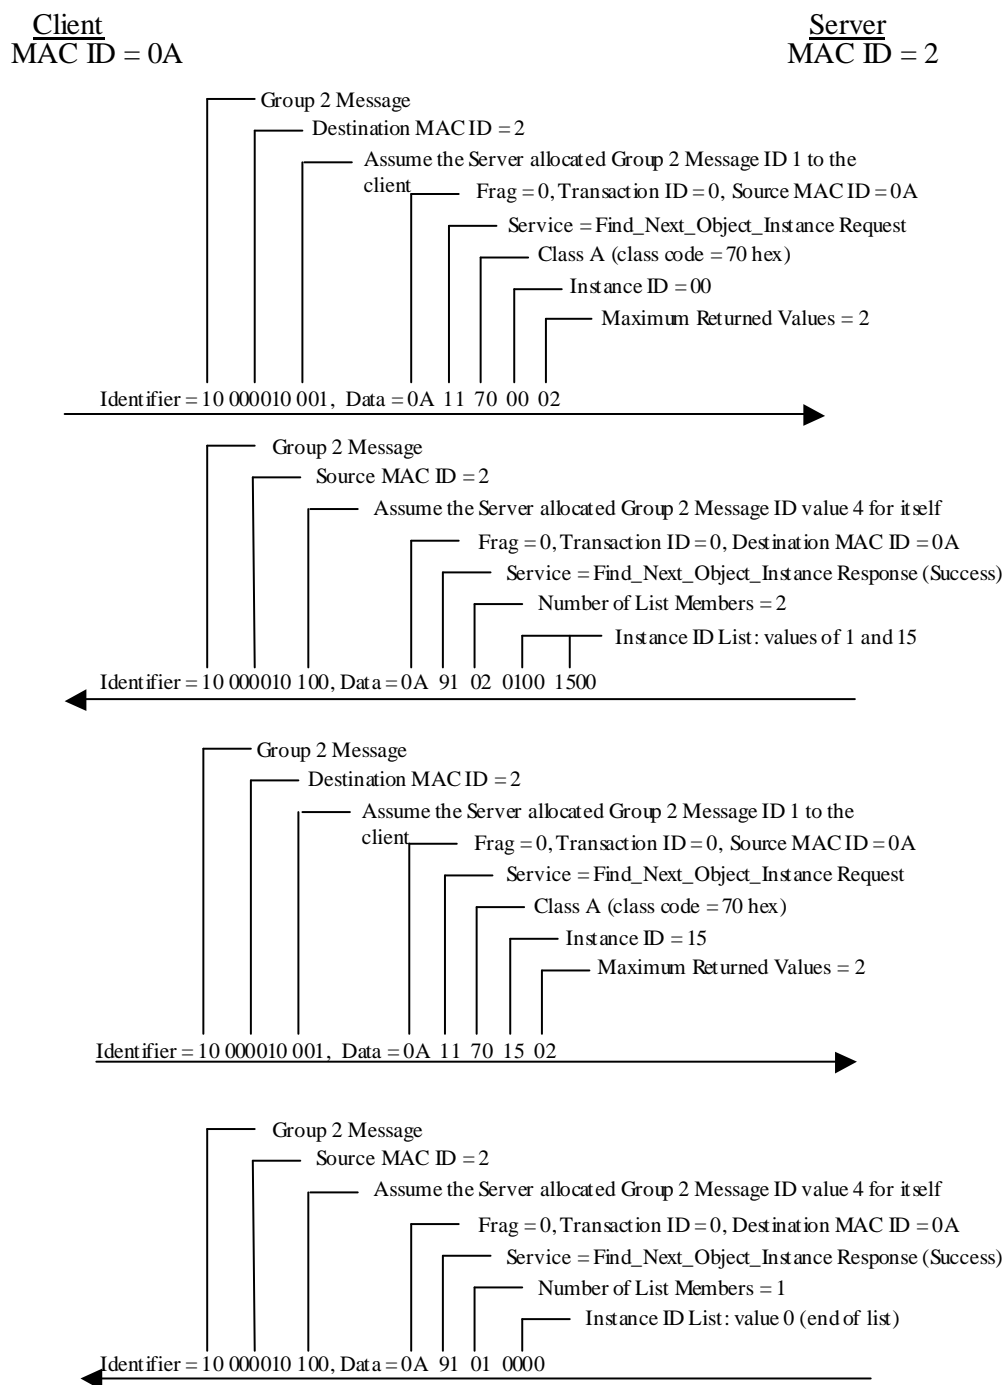 Client
MAC ID = 0A
Server
MAC ID = 2
Group 2 Message
Destination MAC ID = 2
Assume the Server allocated Group 2 Message ID 1 to the
client
Frag = 0, Transaction ID = 0, Source MAC ID = 0A
Service = Find_Next_Object_Instance Request
Class A (class code = 70 hex)
Instance ID = 00
Maximum Returned Values = 2
Identifier = 10 000010 001, Data = 0A 11 70 00 02
Group 2 Message
Source MAC ID = 2
Assume the Server allocated Group 2 Message ID value 4 for itself
Frag = 0, Transaction ID = 0, Destination MAC ID = 0A
Service = Find_Next_Object_Instance Response (Success)
Number of List Members = 2
Instance ID List: values of 1 and 15
Identifier = 10 000010 100, Data = 0A 91 02 0100 1500
Group 2 Message
Destination MAC ID = 2
Assume the Server allocated Group 2 Message ID 1 to the
client
Frag = 0, Transaction ID = 0, Source MAC ID = 0A
Service = Find_Next_Object_Instance Request
Class A (class code = 70 hex)
Instance ID = 15
Maximum Returned Values = 2
Identifier = 10 000010 001, Data = 0A 11 70 15 02
Group 2 Message
Source MAC ID = 2
Assume the Server allocated Group 2 Message ID value 4 for itself
Frag = 0, Transaction ID = 0, Destination MAC ID = 0A
Service = Find_Next_Object_Instance Response (Success)
Number of List Members = 1
Instance ID List: value 0 (end of list)
Identifier = 10 000010 100, Data = 0A 91 01 0000